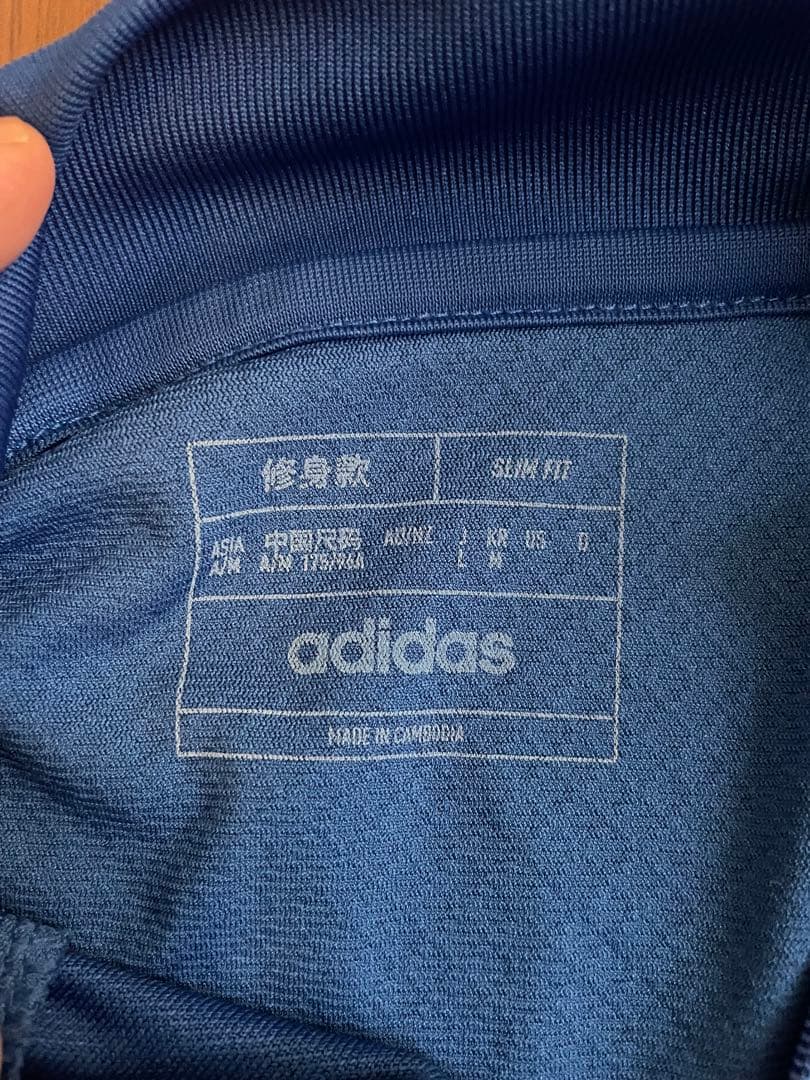 修身款 SLIM FIT
ASIA 中国尺码 AU/NZ J KR US D
A/M A/M 175/96A L M
adidas
MADE IN CAMBODIA